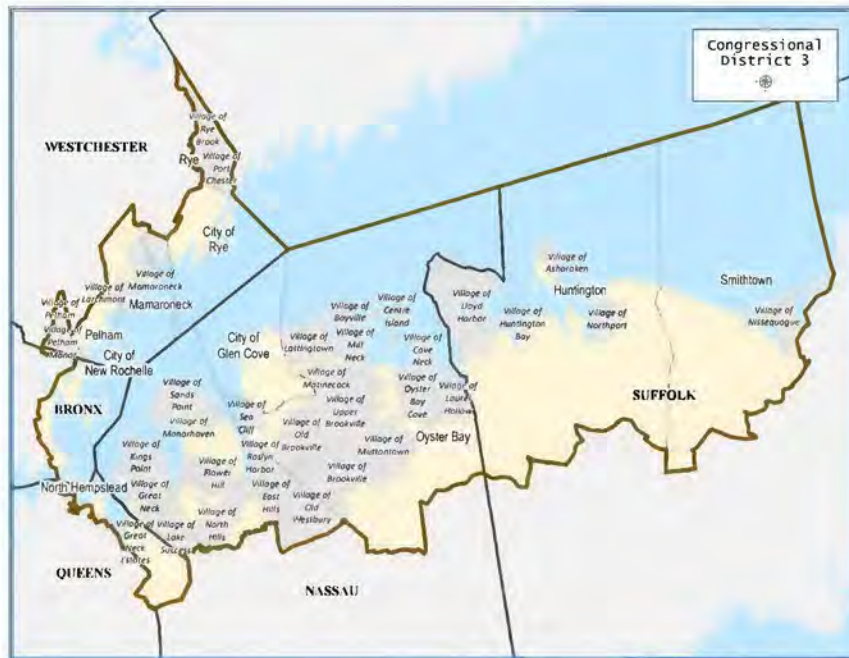 Congressional
District 3
WESTCHESTER
Village of
Rye
Brook
Rye
Village of
Port
Chester
City of
Rye
Village of
Mamaroneck
Village of
Larchmont
Mamaroneck
Village of
Pelham
Pelham
Village of
Pelham
Manor
City of
New Rochelle
BRONX
Village of
Asharoken
Huntington
Smithtown
Village of
Lloyd
Harbor
Village of
Huntington
Bay
Village of
Northport
Village of
Nissequogue
Village of
Bayville
Village of
Centre
Island
City of
Glen Cove
Village of
Lattingtown
Village of
Mill
Neck
Village of
Cove
Neck
Village of
Matinecock
Village of
Sands
Point
Village of
Sea
Cliff
Village of
Upper
Brookville
Village of
Oyster
Bay
Cove
Village of
Laurel
Hollow
SUFFOLK
Village of
Manorhaven
Village of
Old
Brookville
Oyster Bay
Village of
Kings
Point
Village of
Flower
Hill
Village of
Roslyn
Harbor
Village of
Muttontown
Village of
Brookville
North Hempstead
Village of
Great
Neck
Village of
East
Hills
Village of
Old
Westbury
Village of
Great
Neck
Estates
Village of
Lake
Success
Village of
North
Hills
QUEENS
NASSAU